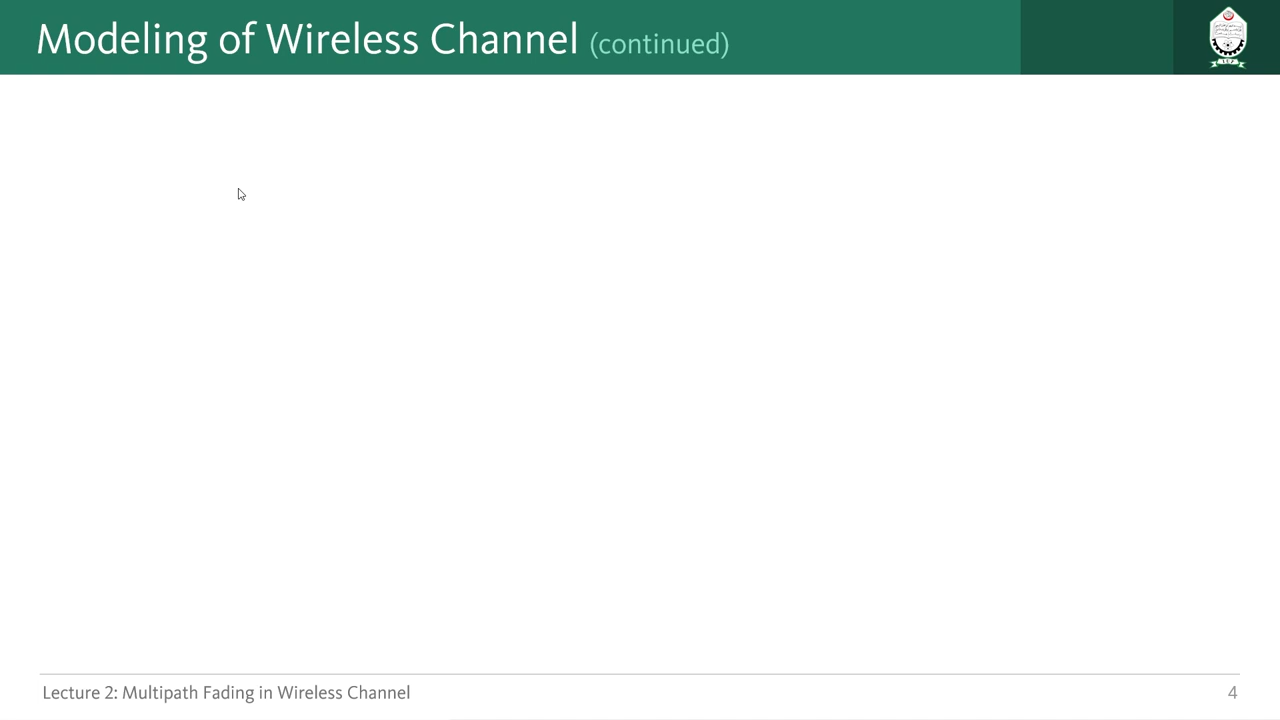 Modeling of Wireless Channel (continued)
Lecture 2: Multipath Fading in Wireless Channel
4